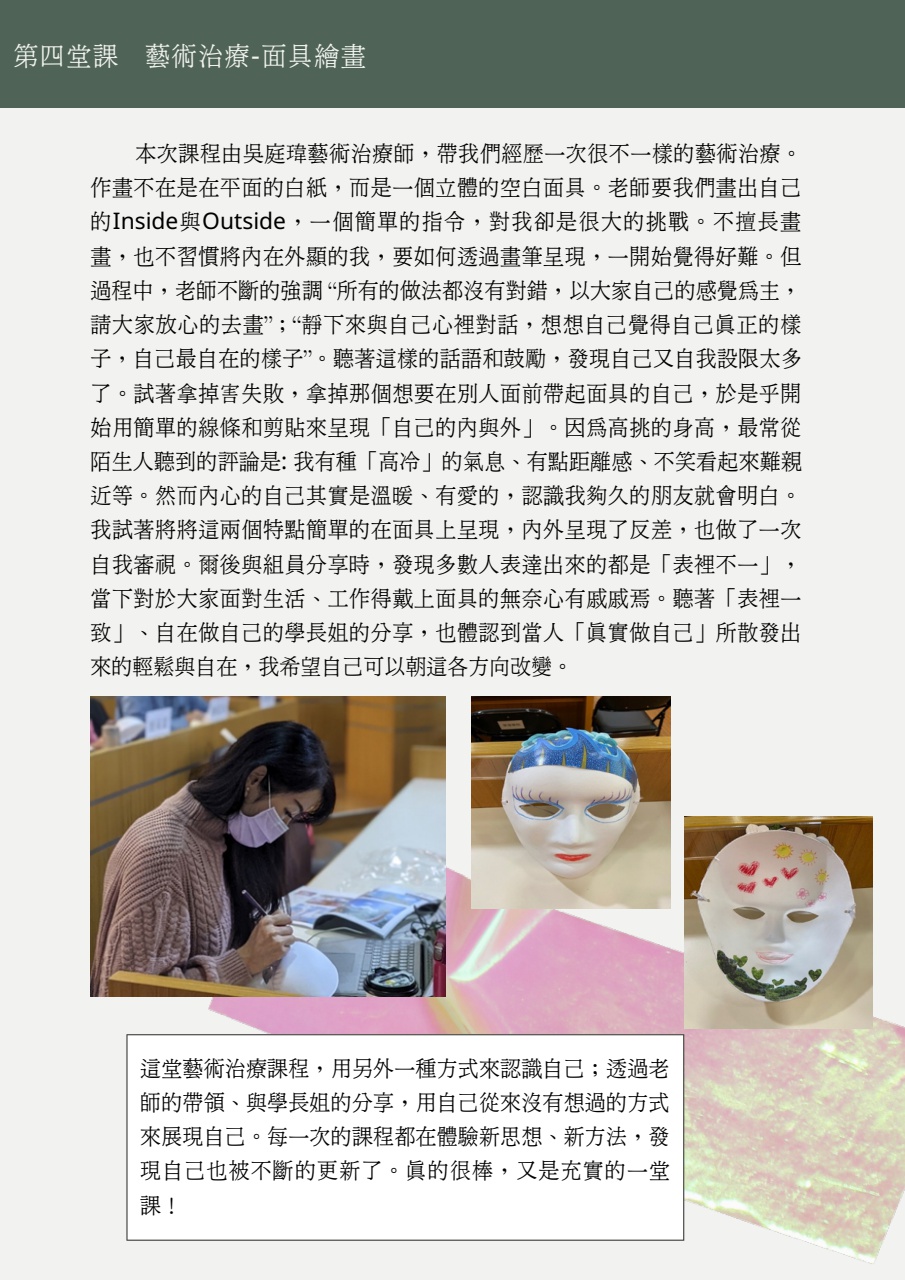 第四堂課　藝術治療-面具繪畫
本次課程由吳庭瑋藝術治療師，帶我們經歷一次很不一樣的藝術治療。
作畫不在是在平面的白紙，而是一個立體的空白面具。老師要我們畫出自己
的Inside與Outside，一個簡單的指令，對我卻是很大的挑戰。不擅長畫
畫，也不習慣將內在外顯的我，要如何透過畫筆呈現，一開始覺得好難。但
過程中，老師不斷的強調 “所有的做法都沒有對錯，以大家自己的感覺為主，
請大家放心的去畫”；“靜下來與自己心裡對話，想想自己覺得自己真正的樣
子，自己最自在的樣子”。聽著這樣的話語和鼓勵，發現自己又自我設限太多
了。試著拿掉害失敗，拿掉那個想要在別人面前帶起面具的自己，於是乎開
始用簡單的線條和剪貼來呈現「自己的內與外」。因為高挑的身高，最常從
陌生人聽到的評論是: 我有種「高冷」的氣息、有點距離感、不笑看起來難親
近等。然而內心的自己其實是溫暖、有愛的，認識我夠久的朋友就會明白。
我試著將將這兩個特點簡單的在面具上呈現，內外呈現了反差，也做了一次
自我審視。爾後與組員分享時，發現多數人表達出來的都是「表裡不一」，
當下對於大家面對生活、工作得戴上面具的無奈心有戚戚焉。聽著「表裡一
致」、自在做自己的學長姐的分享，也體認到當人「真實做自己」所散發出
來的輕鬆與自在，我希望自己可以朝這各方向改變。
這堂藝術治療課程，用另外一種方式來認識自己；透過老
師的帶領、與學長姐的分享，用自己從來沒有想過的方式
來展現自己。每一次的課程都在體驗新思想、新方法，發
現自己也被不斷的更新了。真的很棒，又是充實的一堂
課！